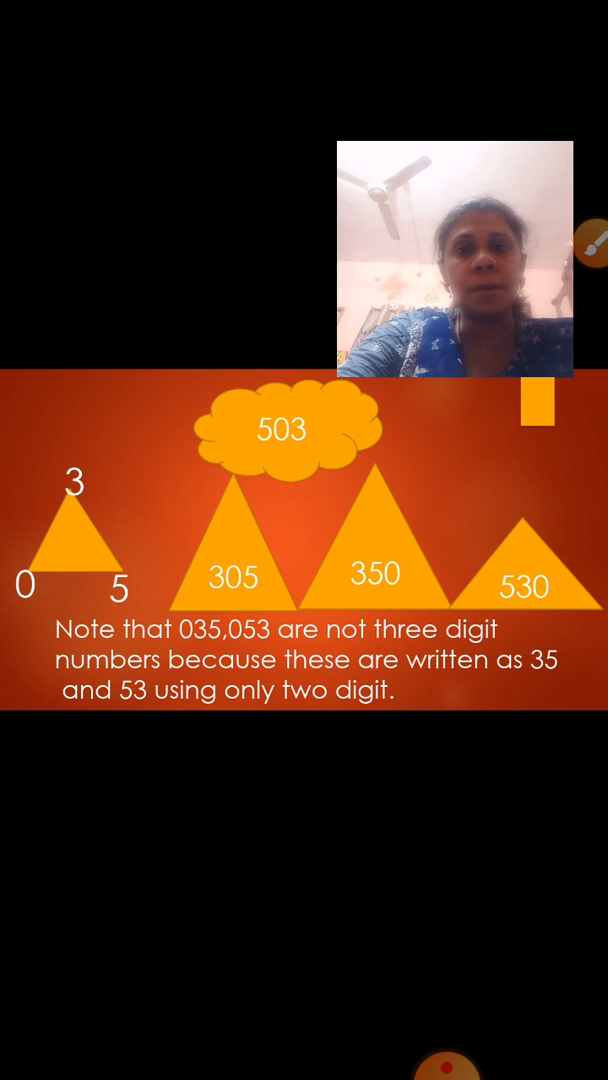 503
3
0
5
305
350
530
Note that 035,053 are not three digit
numbers because these are written as 35
and 53 using only two digit.